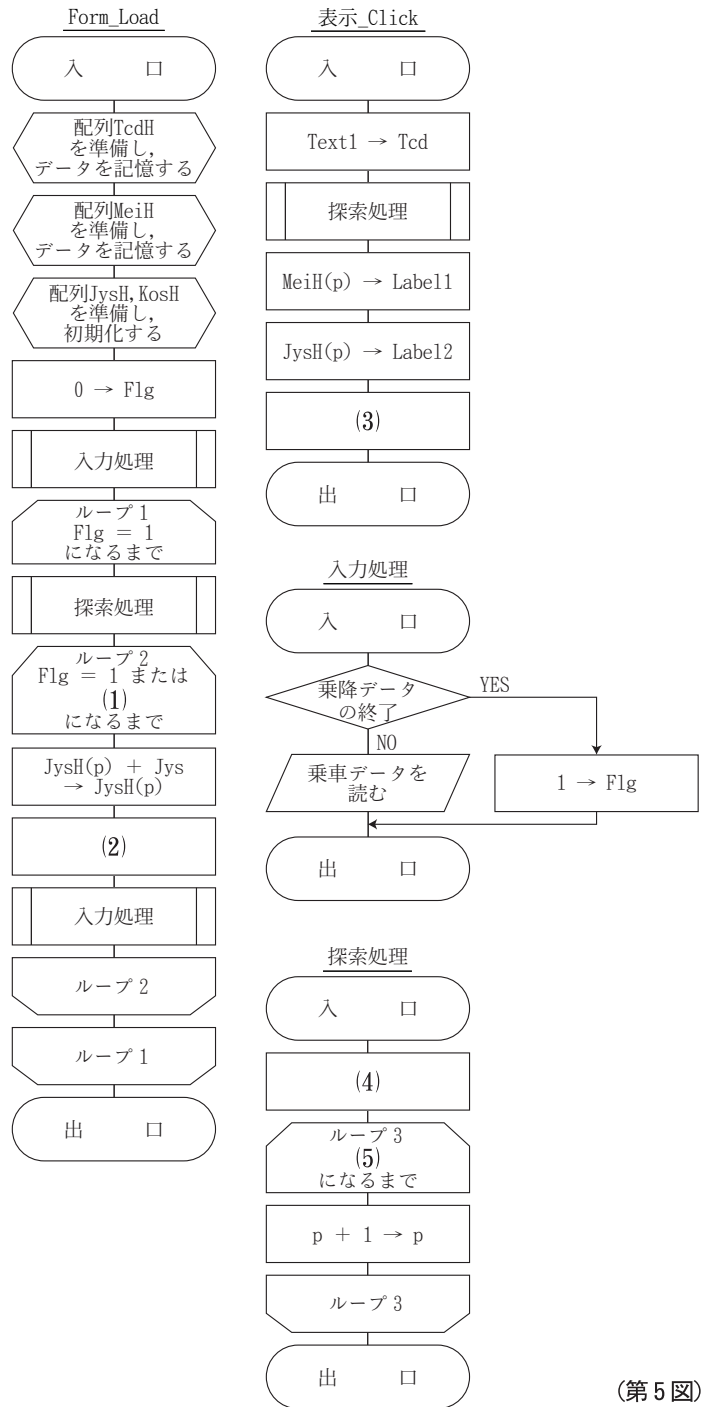 Form_Load
入 口
配列TcdH
を準備し,
データを記憶する
配列MeiH
を準備し,
データを記憶する
配列JysH,KosH
を準備し,
初期化する
0 → Flg
入力処理
ループ1
Flg = 1
になるまで
探索処理
ループ2
Flg = 1 または
(1)
になるまで
JysH(p) + Jys
→ JysH(p)
(2)
入力処理
ループ2
ループ1
出 口
表示_Click
入 口
Text1 → Tcd
探索処理
MeiH(p) → Label1
JysH(p) → Label2
(3)
出 口
入力処理
入 口
乗降データ
の終了
YES
NO
乗車データを
読む
1 → Flg
出 口
探索処理
入 口
(4)
ループ3
(5)
になるまで
p + 1 → p
ループ3
出 口
(第5図)